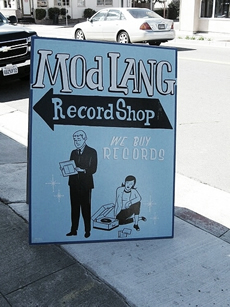 MOd LANG
Record Shop
WE BUY
RECORDS